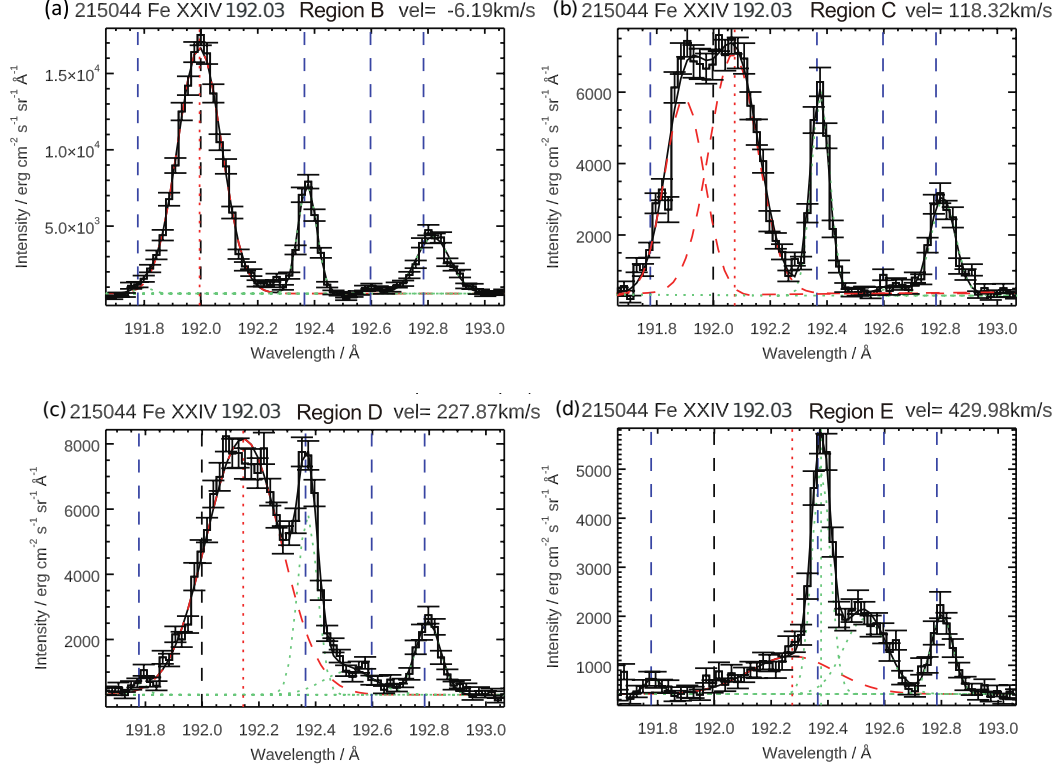 (a) 215044 Fe XXIV 192.03 Region B vel= -6.19km/s
Intensity / erg cm⁻² s⁻¹ sr⁻¹ Å⁻¹
1.5×10⁴
1.0×10⁴
5.0×10³
191.8 192.0 192.2 192.4 192.6 192.8 193.0
Wavelength / Å
(b) 215044 Fe XXIV 192.03 Region C vel= 118.32km/s
Intensity / erg cm⁻² s⁻¹ sr⁻¹ Å⁻¹
6000
4000
2000
191.8 192.0 192.2 192.4 192.6 192.8 193.0
Wavelength / Å
(c) 215044 Fe XXIV 192.03 Region D vel= 227.87km/s
Intensity / erg cm⁻² s⁻¹ sr⁻¹ Å⁻¹
8000
6000
4000
2000
191.8 192.0 192.2 192.4 192.6 192.8 193.0
Wavelength / Å
(d) 215044 Fe XXIV 192.03 Region E vel= 429.98km/s
Intensity / erg cm⁻² s⁻¹ sr⁻¹ Å⁻¹
5000
4000
3000
2000
1000
191.8 192.0 192.2 192.4 192.6 192.8 193.0
Wavelength / Å